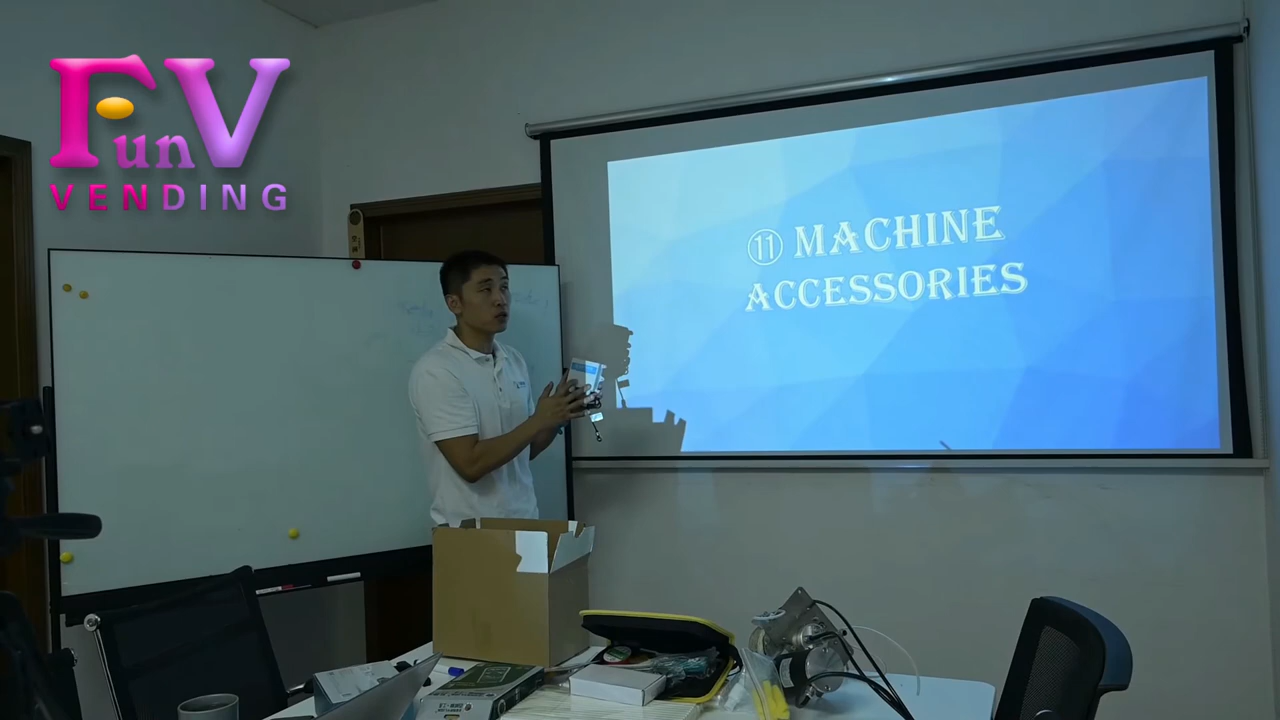 FunV
VENDING
⑪ MACHINE
ACCESSORIES